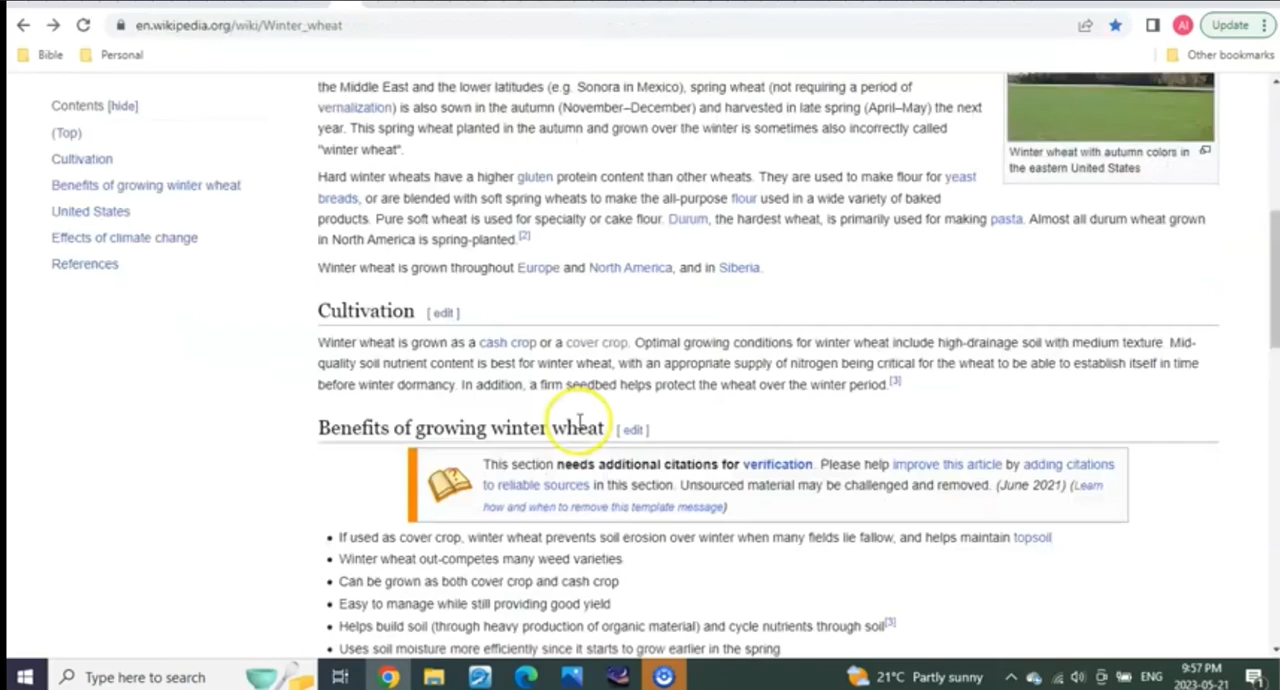 en.wikipedia.org/wiki/Winter_wheat
AI
Update
Bible
Personal
Other bookmarks
Contents [hide]
(Top)
Cultivation
Benefits of growing winter wheat
United States
Effects of climate change
References
the Middle East and the lower latitudes (e.g. Sonora in Mexico), spring wheat (not requiring a period of
vernalization) is also sown in the autumn (November–December) and harvested in late spring (April–May) the next
year. This spring wheat planted in the autumn and grown over the winter is sometimes also incorrectly called
"winter wheat".
Winter wheat with autumn colors in
the eastern United States
Hard winter wheats have a higher gluten protein content than other wheats. They are used to make flour for yeast
breads, or are blended with soft spring wheats to make the all-purpose flour used in a wide variety of baked
products. Pure soft wheat is used for specialty or cake flour. Durum, the hardest wheat, is primarily used for making pasta. Almost all durum wheat grown
in North America is spring-planted.[2]
Winter wheat is grown throughout Europe and North America, and in Siberia.
Cultivation [ edit ]
Winter wheat is grown as a cash crop or a cover crop. Optimal growing conditions for winter wheat include high-drainage soil with medium texture. Mid-
quality soil nutrient content is best for winter wheat, with an appropriate supply of nitrogen being critical for the wheat to be able to establish itself in time
before winter dormancy. In addition, a firm seedbed helps protect the wheat over the winter period.[3]
Benefits of growing winter wheat [ edit ]
This section needs additional citations for verification. Please help improve this article by adding citations
to reliable sources in this section. Unsourced material may be challenged and removed. (June 2021) (Learn
how and when to remove this template message)
• If used as cover crop, winter wheat prevents soil erosion over winter when many fields lie fallow, and helps maintain topsoil
• Winter wheat out-competes many weed varieties
• Can be grown as both cover crop and cash crop
• Easy to manage while still providing good yield
• Helps build soil (through heavy production of organic material) and cycle nutrients through soil[3]
• Uses soil moisture more efficiently since it starts to grow earlier in the spring
Type here to search
21°C Partly sunny
ENG
9:57 PM
2023-05-21
1